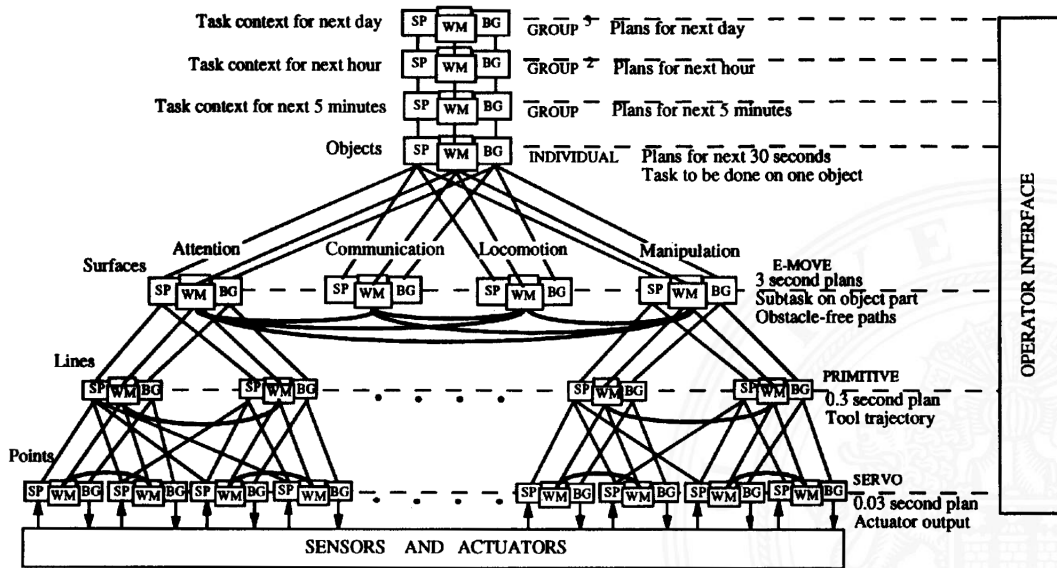 Task context for next day SP WM BG GROUP 3 Plans for next day
Task context for next hour SP WM BG GROUP 2 Plans for next hour
Task context for next 5 minutes SP WM BG GROUP Plans for next 5 minutes
Objects SP WM BG INDIVIDUAL Plans for next 30 seconds
Task to be done on one object
OPERATOR INTERFACE
Attention Communication Locomotion Manipulation
Surfaces E-MOVE
SP WM BG SP WM BG SP WM BG SP WM BG 3 second plans
Subtask on object part
Obstacle-free paths
Lines PRIMITIVE
SP WM BG SP WM BG . . . . SP WM BG SP WM BG 0.3 second plan
Tool trajectory
Points SERVO
SP WM BG SP WM BG SP WM BG SP WM BG . . . . SP WM BG SP WM BG SP WM BG SP WM BG 0.03 second plan
Actuator output
SENSORS AND ACTUATORS